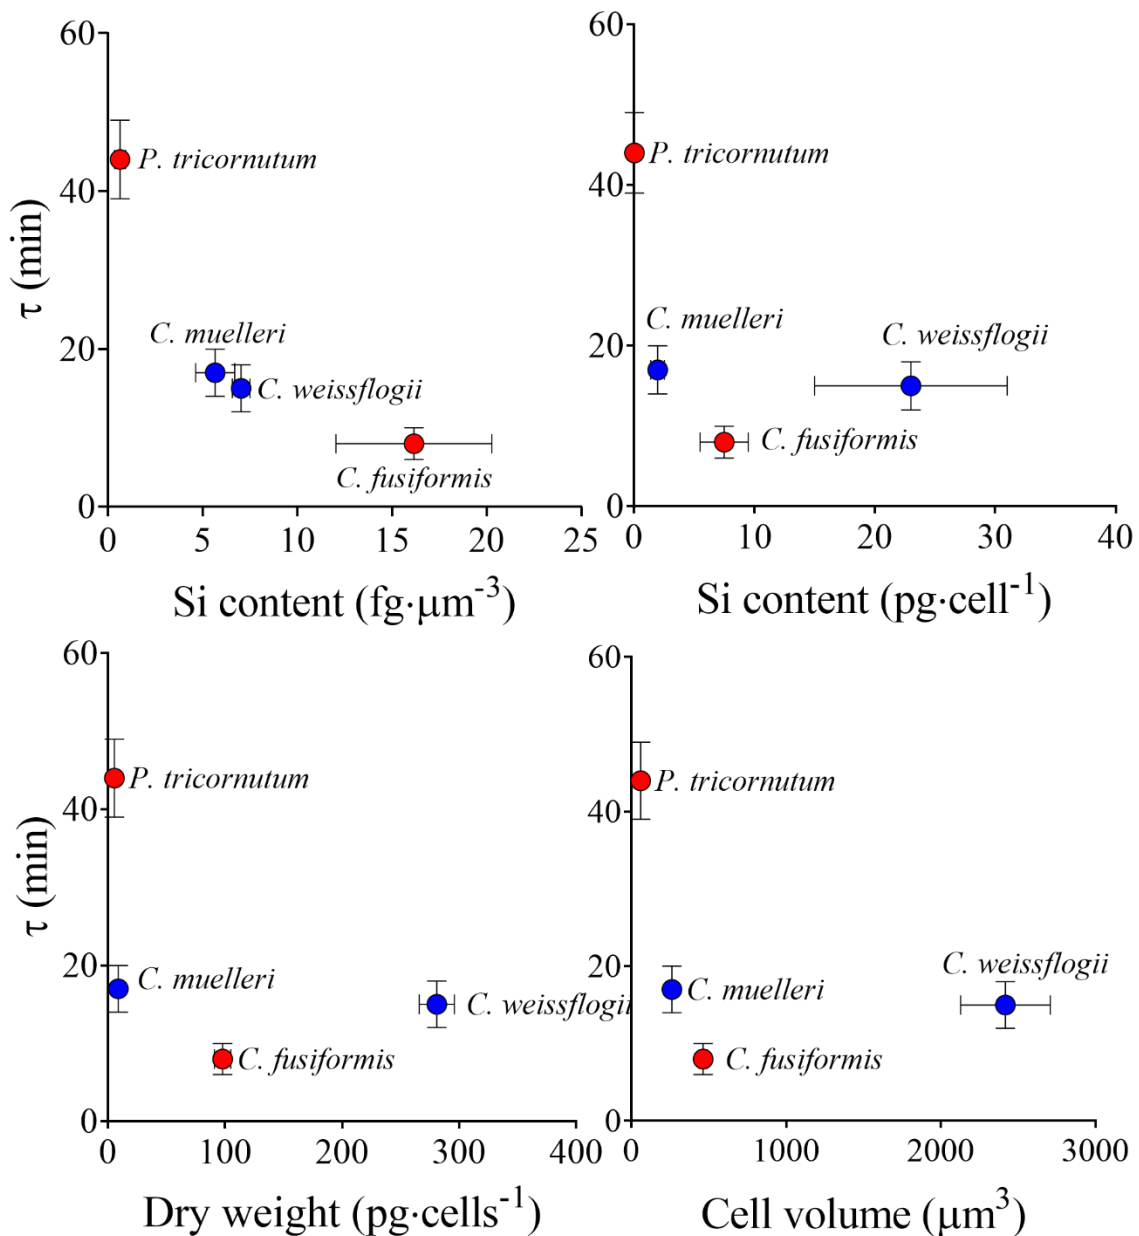 60
40
20
0
τ (min)
P. tricornutum
C. muelleri
C. weissflogii
C. fusiformis
0 5 10 15 20 25
Si content (fg·μm⁻³)
60
40
20
0
P. tricornutum
C. muelleri
C. weissflogii
C. fusiformis
0 10 20 30 40
Si content (pg·cell⁻¹)
60
40
20
0
τ (min)
P. tricornutum
C. muelleri
C. weissflogii
C. fusiformis
0 100 200 300 400
Dry weight (pg·cells⁻¹)
60
40
20
0
P. tricornutum
C. weissflogii
C. muelleri
C. fusiformis
0 1000 2000 3000
Cell volume (μm³)